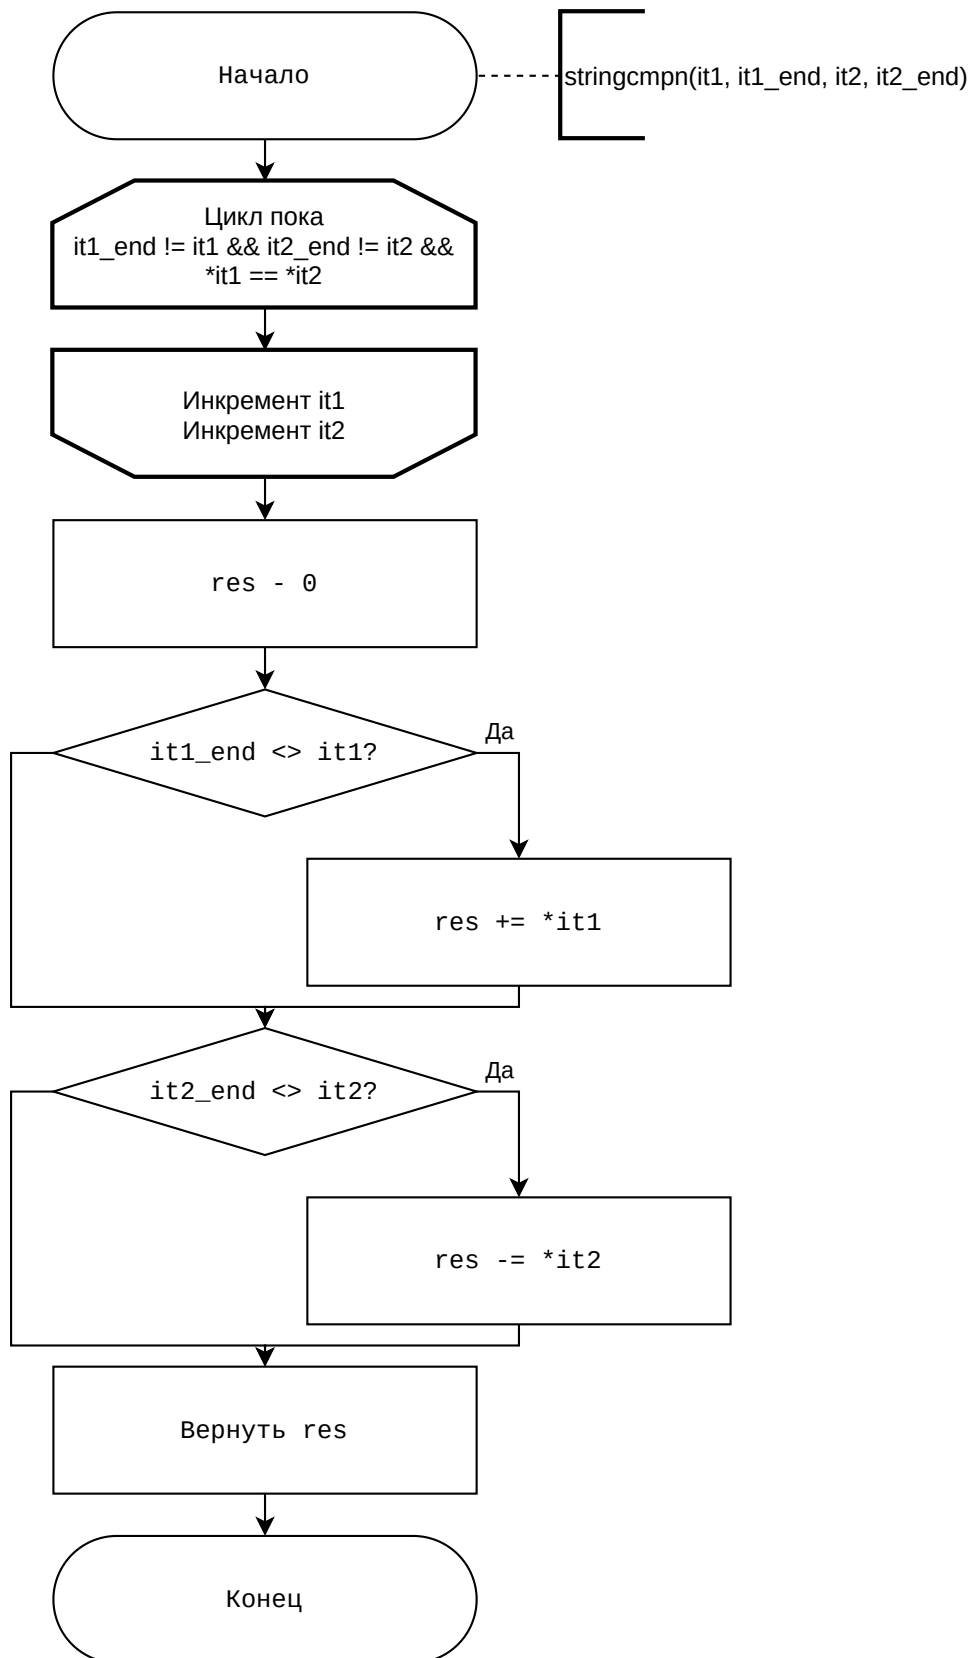 Начало
stringcmpn(it1, it1_end, it2, it2_end)
Цикл пока
it1_end != it1 && it2_end != it2 &&
*it1 == *it2
Инкремент it1
Инкремент it2
res - 0
it1_end <> it1?
Да
res += *it1
it2_end <> it2?
Да
res -= *it2
Вернуть res
Конец